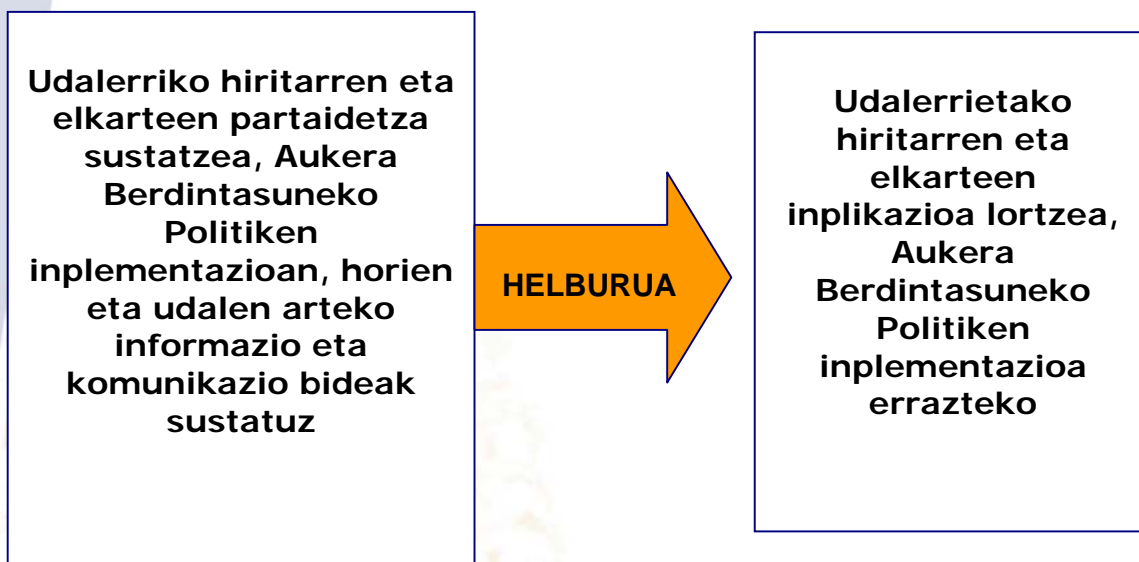 Udalerriko hiritarren eta
elkarteen partaidetza
sustatzea, Aukera
Berdintasuneko
Politiken
inplementazioan, horien
eta udalen arteko
informazio eta
komunikazio bideak
sustatuz
HELBURUA
Udalerrietako
hiritarren eta
elkarteen
inplikazioa lortzea,
Aukera
Berdintasuneko
Politiken
inplementazioa
errazteko